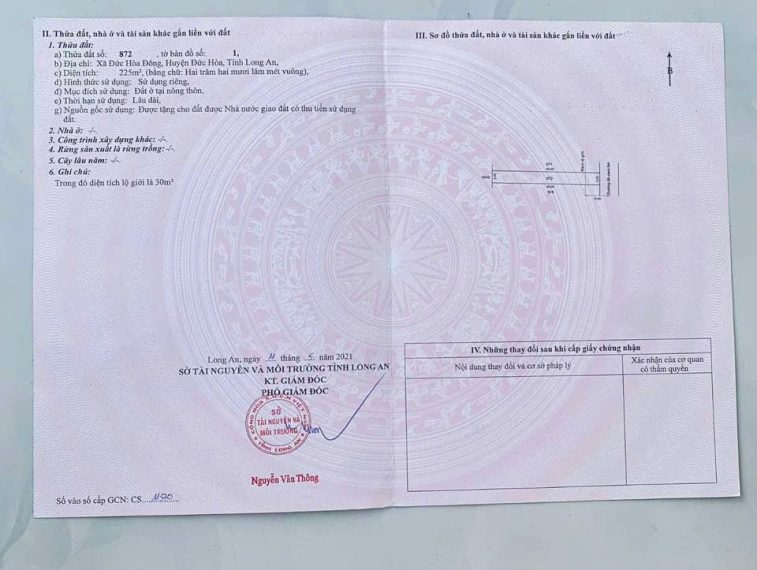 II. Thửa đất, nhà ở và tài sản khác gắn liền với đất
1. Thửa đất:
a) Thửa đất số: 872 , tờ bản đồ số: 1,
b) Địa chỉ: Xã Đức Hòa Đông, Huyện Đức Hòa, Tỉnh Long An,
c) Diện tích: 225m², (bằng chữ: Hai trăm hai mươi lăm mét vuông),
d) Hình thức sử dụng: Sử dụng riêng,
đ) Mục đích sử dụng: Đất ở tại nông thôn,
e) Thời hạn sử dụng: Lâu dài,
g) Nguồn gốc sử dụng: Được tặng cho đất được Nhà nước giao đất có thu tiền sử dụng
đất.
2. Nhà ở: -/-.
3. Công trình xây dựng khác: -/-.
4. Rừng sản xuất là rừng trồng:-/-.
5. Cây lâu năm: -/-.
6. Ghi chú:
Trong đó diện tích lộ giới là 30m²
Long An, ngày 11 tháng 5 năm 2021
SỞ TÀI NGUYÊN VÀ MÔI TRƯỜNG TỈNH LONG AN
KT. GIÁM ĐỐC
PHÓ GIÁM ĐỐC
SỞ
TÀI NGUYÊN VÀ
MÔI TRƯỜNG
TỈNH LONG AN
Nguyễn Văn Thông
Số vào sổ cấp GCN: CS
III. Sơ đồ thửa đất, nhà ở và tài sản khác gắn liền với đất
B
IV. Những thay đổi sau khi cấp giấy chứng nhận
Nội dung thay đổi và cơ sở pháp lý
Xác nhận của cơ quan
có thẩm quyền